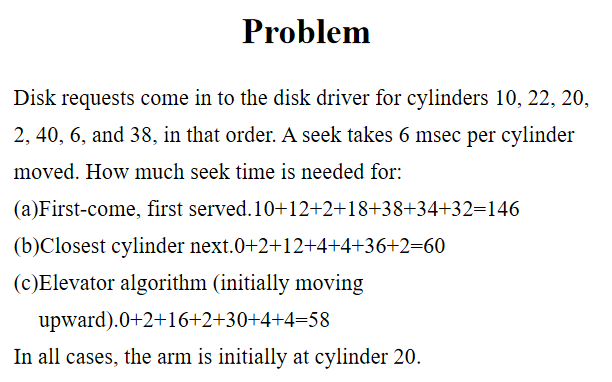 Problem
Disk requests come in to the disk driver for cylinders 10, 22, 20,
2, 40, 6, and 38, in that order. A seek takes 6 msec per cylinder
moved. How much seek time is needed for:
(a)First-come, first served.10+12+2+18+38+34+32=146
(b)Closest cylinder next.0+2+12+4+4+36+2=60
(c)Elevator algorithm (initially moving
upward).0+2+16+2+30+4+4=58
In all cases, the arm is initially at cylinder 20.